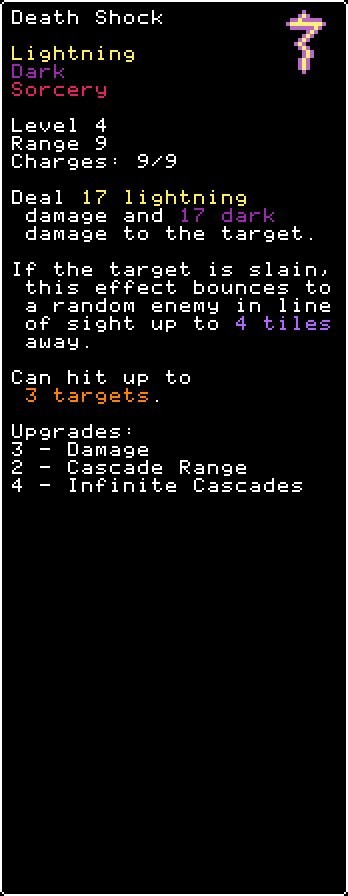 Death Shock
Lightning
Dark
Sorcery
Level 4
Range 9
Charges: 9/9
Deal 17 lightning
damage and 17 dark
damage to the target.
If the target is slain,
this effect bounces to
a random enemy in line
of sight up to 4 tiles
away.
Can hit up to
3 targets.
Upgrades:
3 - Damage
2 - Cascade Range
4 - Infinite Cascades